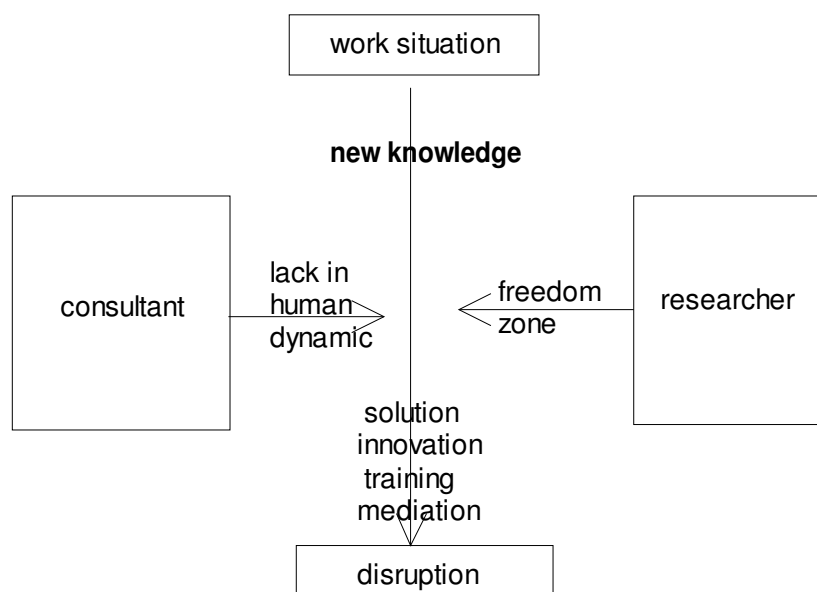 work situation
new knowledge
consultant
lack in
human
dynamic
freedom
zone
researcher
solution
innovation
training
mediation
disruption